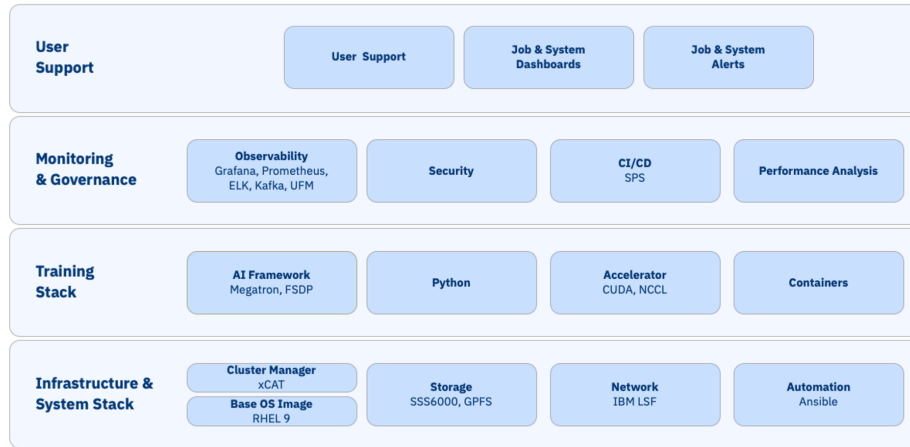 User
Support
User Support
Job & System
Dashboards
Job & System
Alerts
Monitoring
& Governance
Observability
Grafana, Prometheus,
ELK, Kafka, UFM
Security
CI/CD
SPS
Performance Analysis
Training
Stack
AI Framework
Megatron, FSDP
Python
Accelerator
CUDA, NCCL
Containers
Infrastructure &
System Stack
Cluster Manager
xCAT
Base OS Image
RHEL 9
Storage
SSS6000, GPFS
Network
IBM LSF
Automation
Ansible